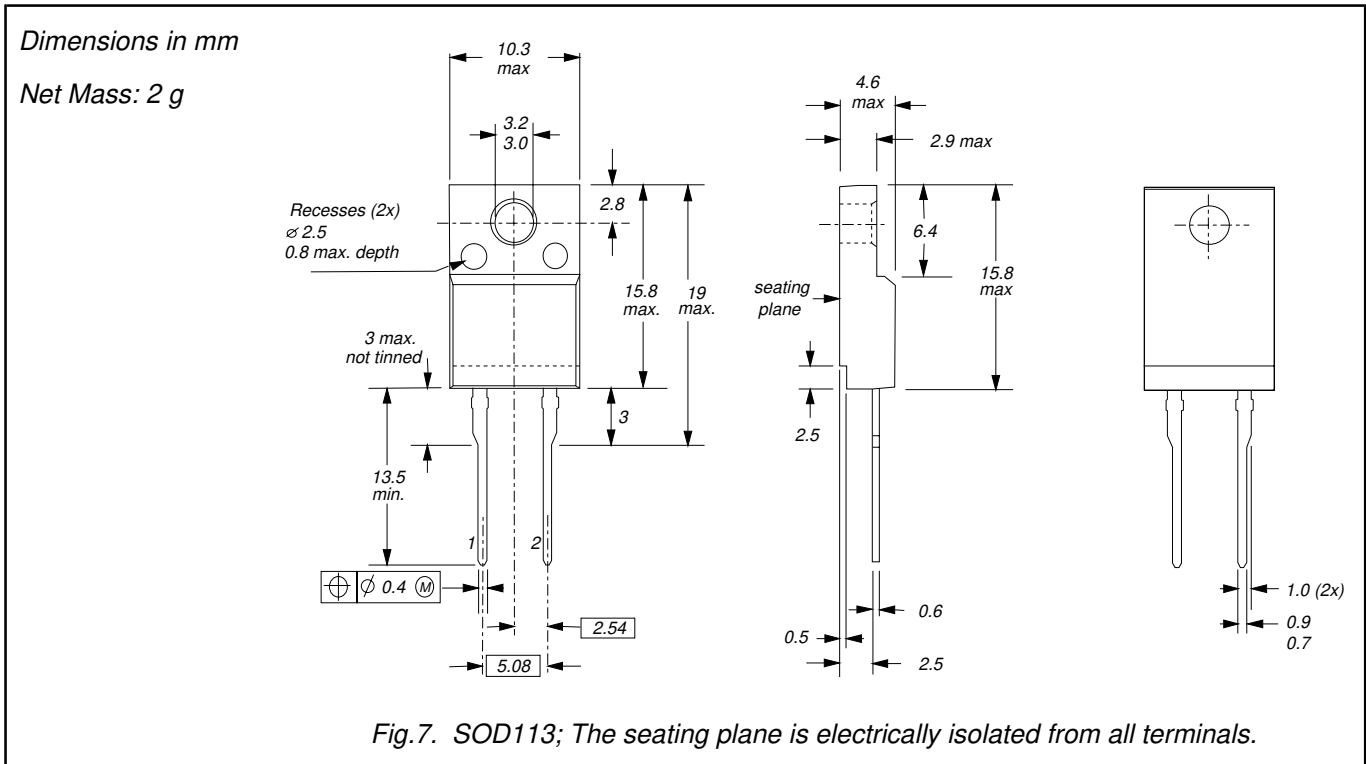 Dimensions in mm
Net Mass: 2 g
10.3
max
3.2
3.0
2.8
Recesses (2x)
⌀ 2.5
0.8 max. depth
15.8
max.
19
max.
3 max.
not tinned
3
13.5
min.
1
2
⌀ 0.4 Ⓜ
2.54
5.08
4.6
max
2.9 max
6.4
15.8
max
seating
plane
2.5
0.6
0.5
2.5
1.0 (2x)
0.9
0.7
Fig.7. SOD113; The seating plane is electrically isolated from all terminals.